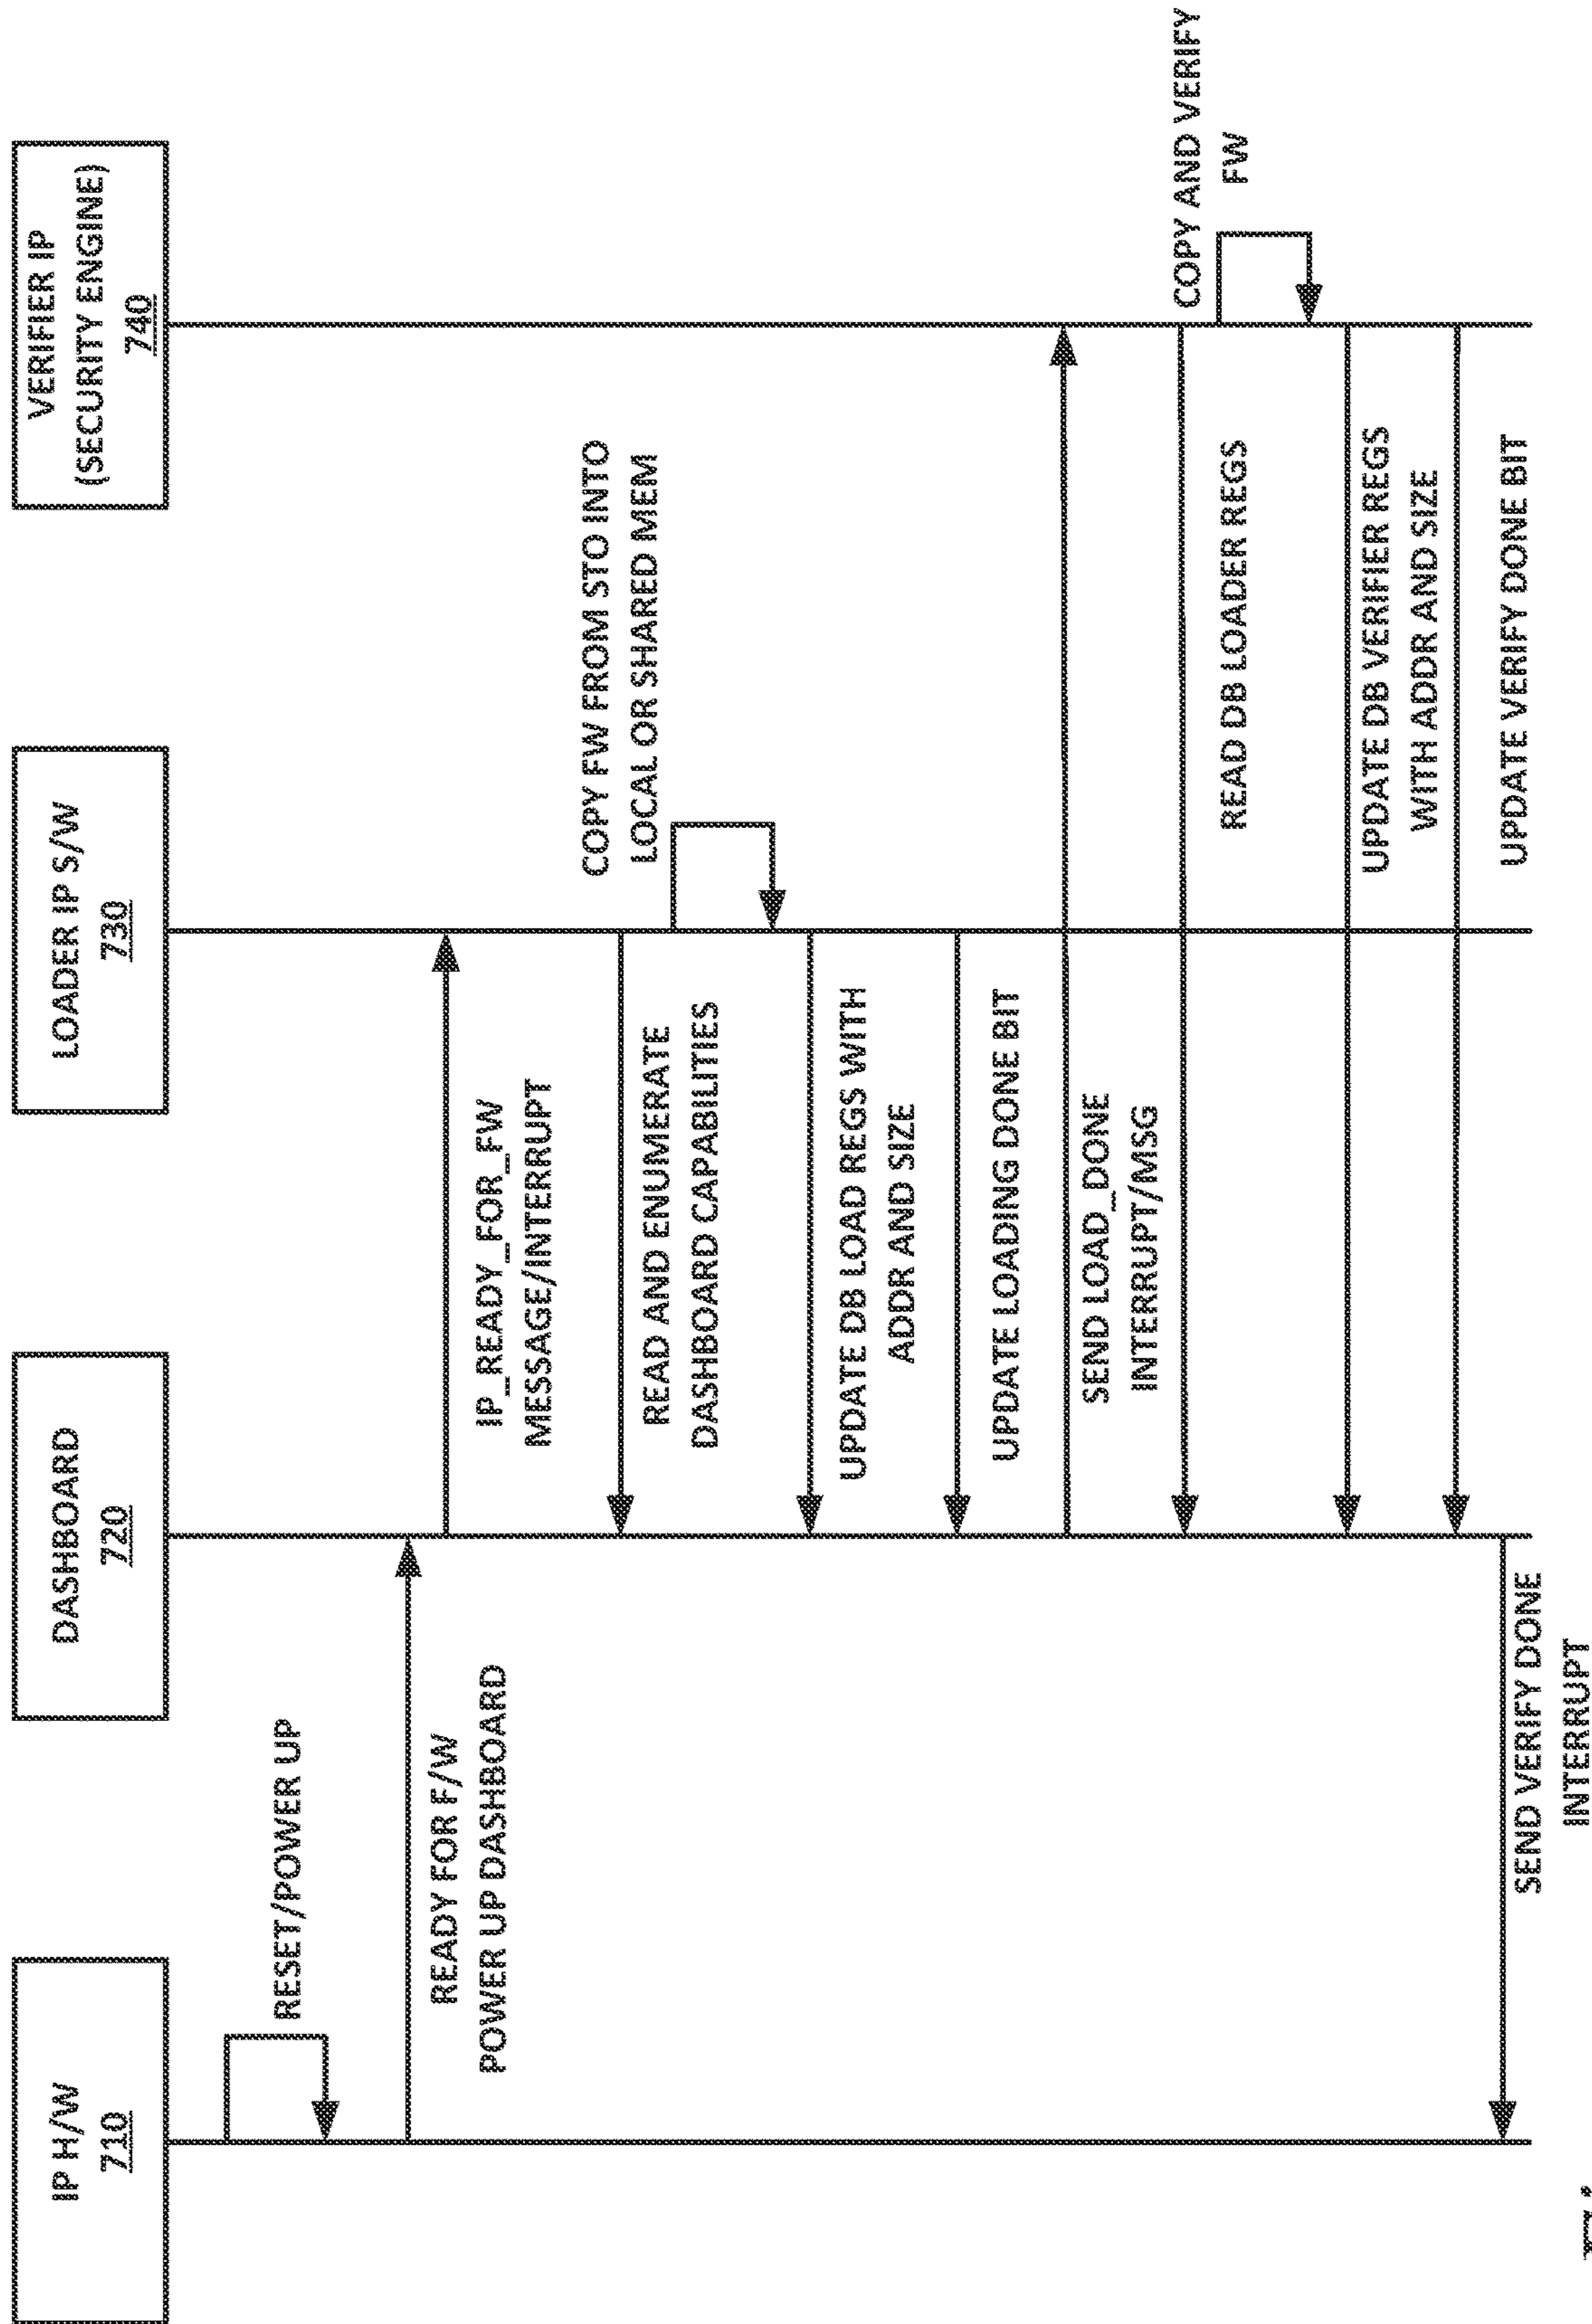 IP H/W
710
DASHBOARD
720
LOADER IP S/W
730
VERIFIER IP
(SECURITY ENGINE)
740
RESET/POWER UP
READY FOR F/W
POWER UP DASHBOARD
IP_READY_FOR_FW
MESSAGE/INTERRUPT
READ AND ENUMERATE
DASHBOARD CAPABILITIES
COPY FW FROM STO INTO
LOCAL OR SHARED MEM
UPDATE DB LOAD REGS WITH
ADDR AND SIZE
UPDATE LOADING DONE BIT
SEND LOAD_DONE
INTERRUPT/MSG
READ DB LOADER REGS
COPY AND VERIFY
FW
UPDATE DB VERIFIER REGS
WITH ADDR AND SIZE
UPDATE VERIFY DONE BIT
SEND VERIFY DONE
INTERRUPT